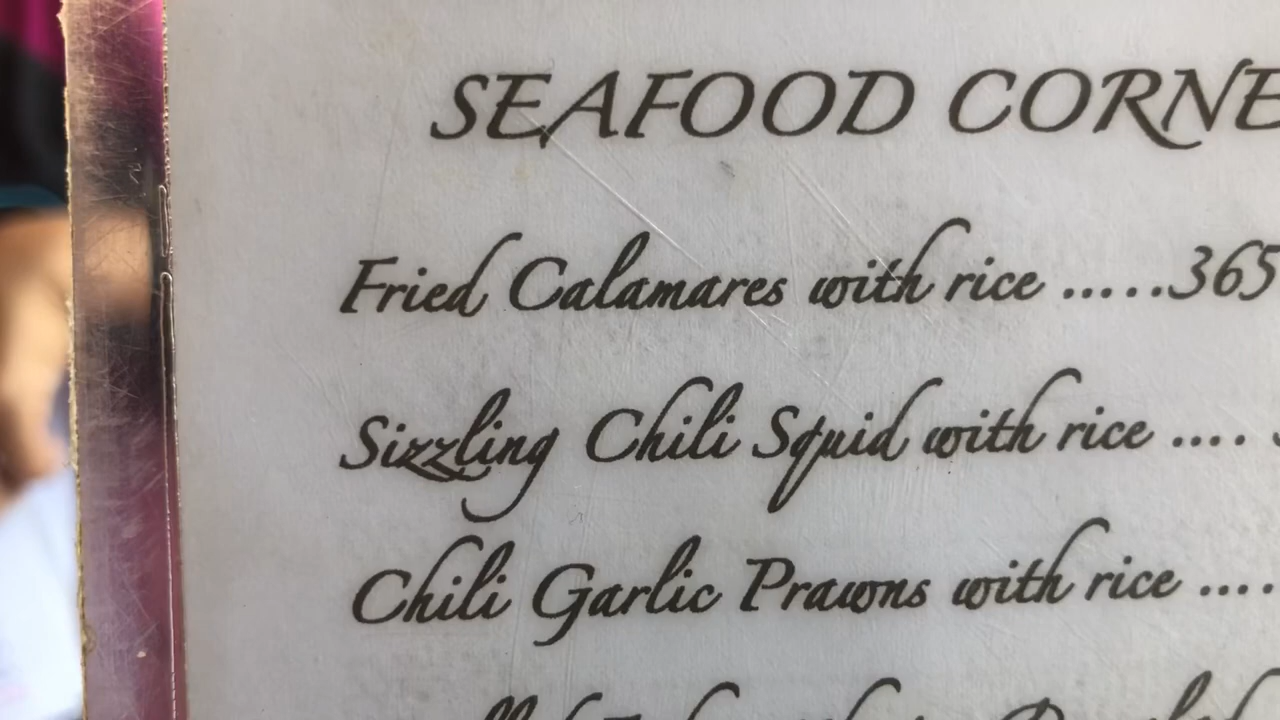 SEAFOOD CORNE
Fried Calamares with rice .....365
Sizzling Chili Squid with rice ....
Chili Garlic Prawns with rice ....